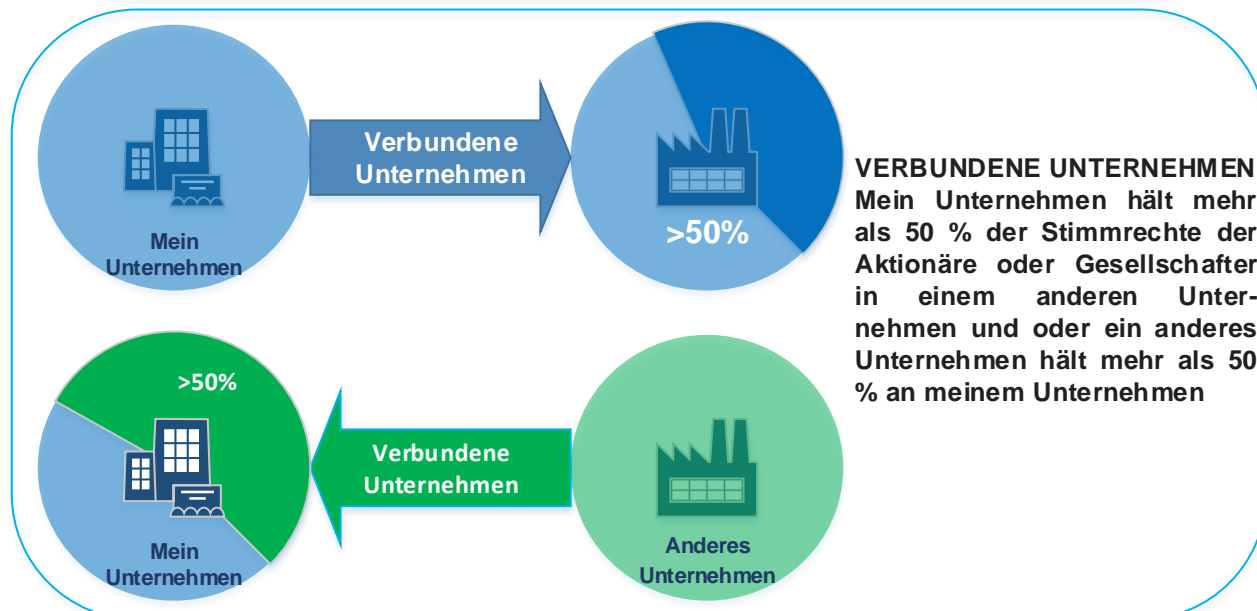 Verbundene
Unternehmen
>50%
Mein
Unternehmen
VERBUNDENE UNTERNEHMEN
Mein Unternehmen hält mehr
als 50 % der Stimmrechte der
Aktionäre oder Gesellschafter
in einem anderen Unter-
nehmen und oder ein anderes
Unternehmen hält mehr als 50
% an meinem Unternehmen
>50%
Verbundene
Unternehmen
Mein
Unternehmen
Anderes
Unternehmen